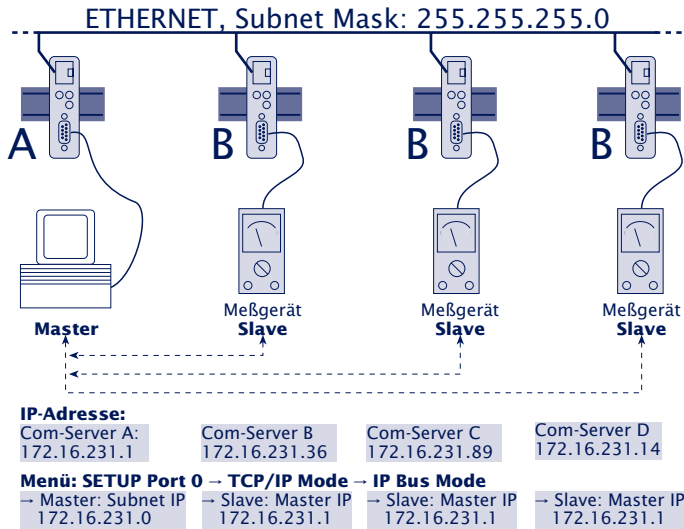 ETHERNET, Subnet Mask: 255.255.255.0
A B B B
Meßgerät Meßgerät Meßgerät
Master Slave Slave Slave
IP-Adresse:
Com-Server A: Com-Server B Com-Server C Com-Server D
172.16.231.1 172.16.231.36 172.16.231.89 172.16.231.14
Menü: SETUP Port 0 → TCP/IP Mode → IP Bus Mode
→ Master: Subnet IP → Slave: Master IP → Slave: Master IP → Slave: Master IP
172.16.231.0 172.16.231.1 172.16.231.1 172.16.231.1